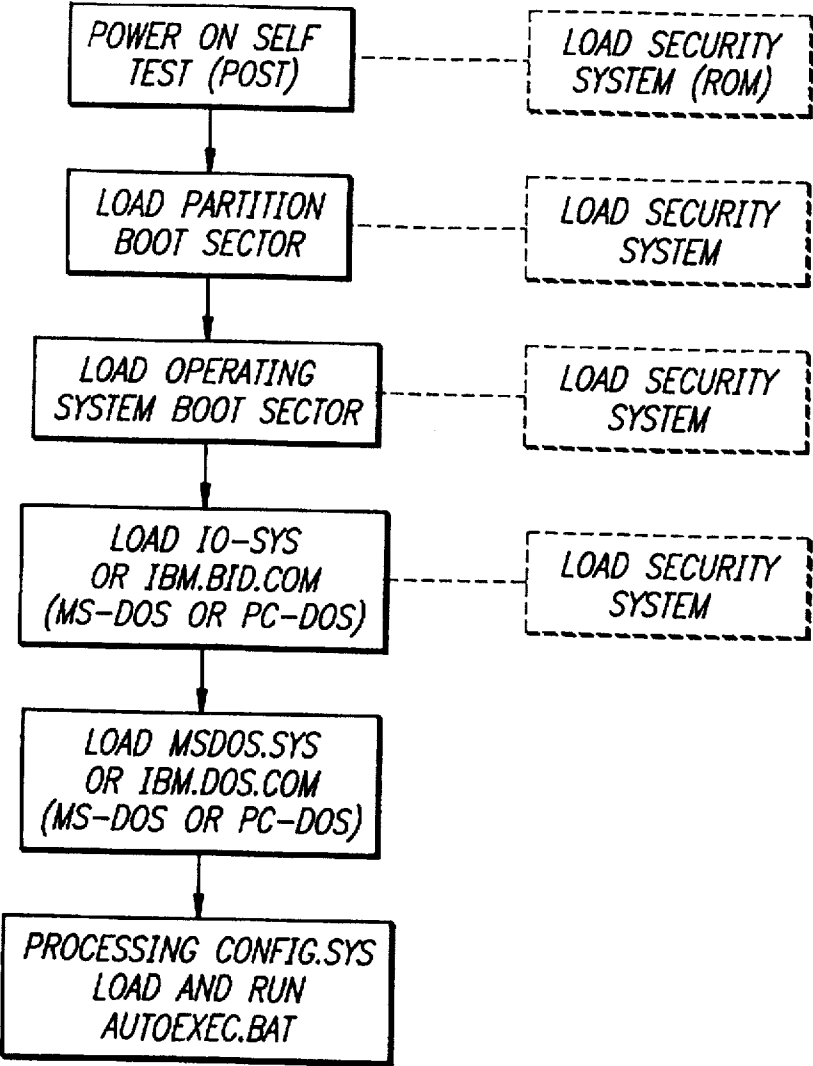 POWER ON SELF
TEST (POST)
LOAD SECURITY
SYSTEM (ROM)
LOAD PARTITION
BOOT SECTOR
LOAD SECURITY
SYSTEM
LOAD OPERATING
SYSTEM BOOT SECTOR
LOAD SECURITY
SYSTEM
LOAD IO-SYS
OR IBM.BID.COM
(MS-DOS OR PC-DOS)
LOAD SECURITY
SYSTEM
LOAD MSDOS.SYS
OR IBM.DOS.COM
(MS-DOS OR PC-DOS)
PROCESSING CONFIG.SYS
LOAD AND RUN
AUTOEXEC.BAT